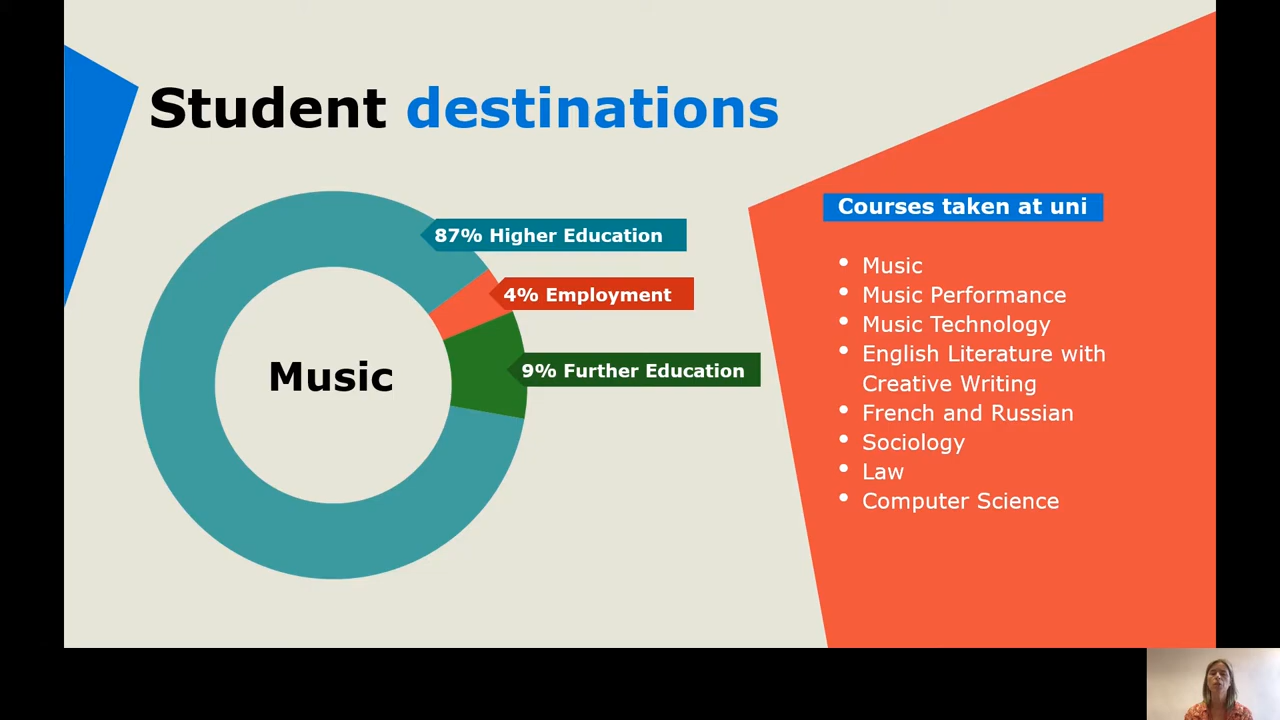 Student destinations
87% Higher Education
4% Employment
9% Further Education
Music
Courses taken at uni
• Music
• Music Performance
• Music Technology
• English Literature with
Creative Writing
• French and Russian
• Sociology
• Law
• Computer Science